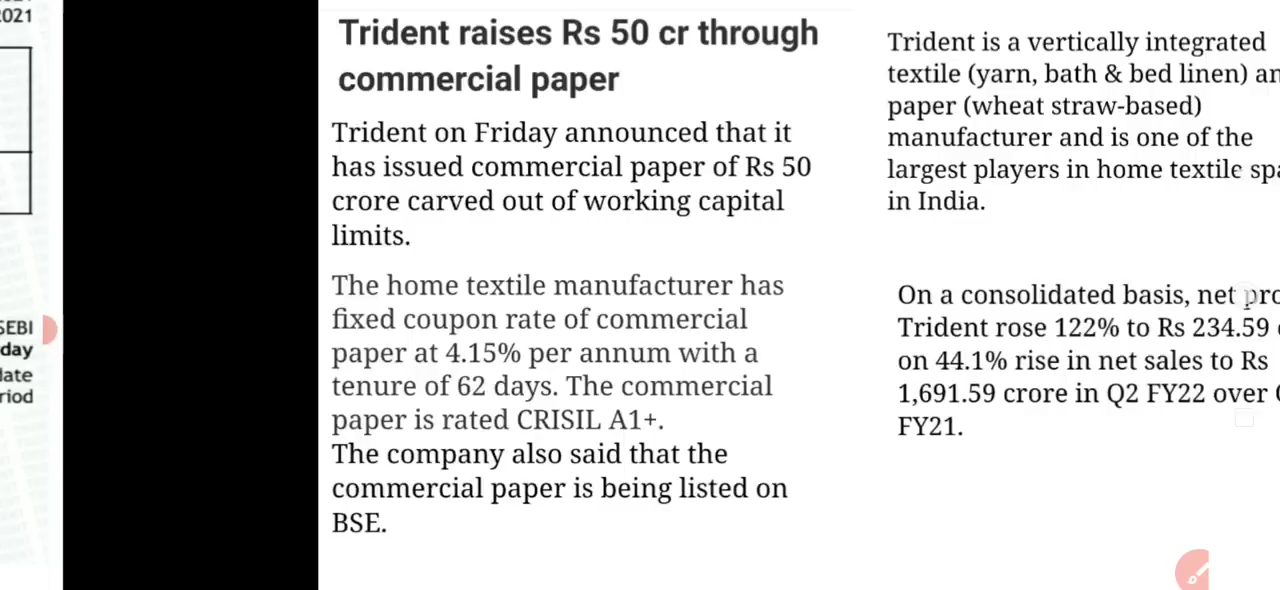 2021
SEBI
day
Trident raises Rs 50 cr through
commercial paper
Trident on Friday announced that it
has issued commercial paper of Rs 50
crore carved out of working capital
limits.
The home textile manufacturer has
fixed coupon rate of commercial
paper at 4.15% per annum with a
tenure of 62 days. The commercial
paper is rated CRISIL A1+.
The company also said that the
commercial paper is being listed on
BSE.
Trident is a vertically integrated
textile (yarn, bath & bed linen)
paper (wheat straw-based)
manufacturer and is one of the
largest players in home textile
in India.
On a consolidated basis, net
Trident rose 122% to Rs 234.59
on 44.1% rise in net sales to Rs
1,691.59 crore in Q2 FY22 over
FY21.